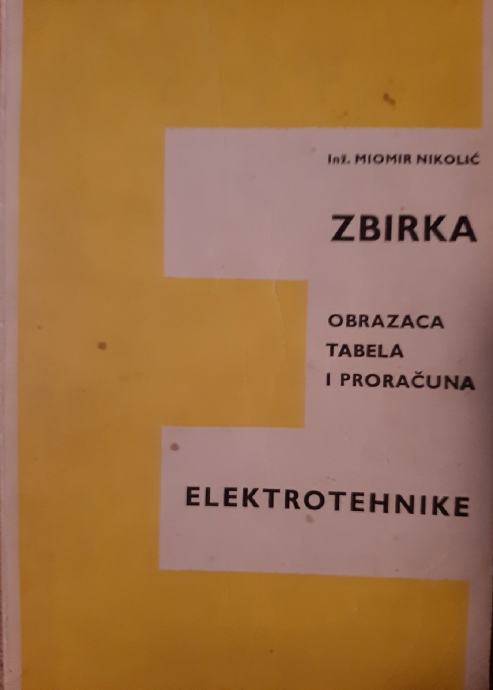 Inž. MIOMIR NIKOLIĆ
ZBIRKA
OBRAZACA
TABELA
I PRORAČUNA
ELEKTROTEHNIKE